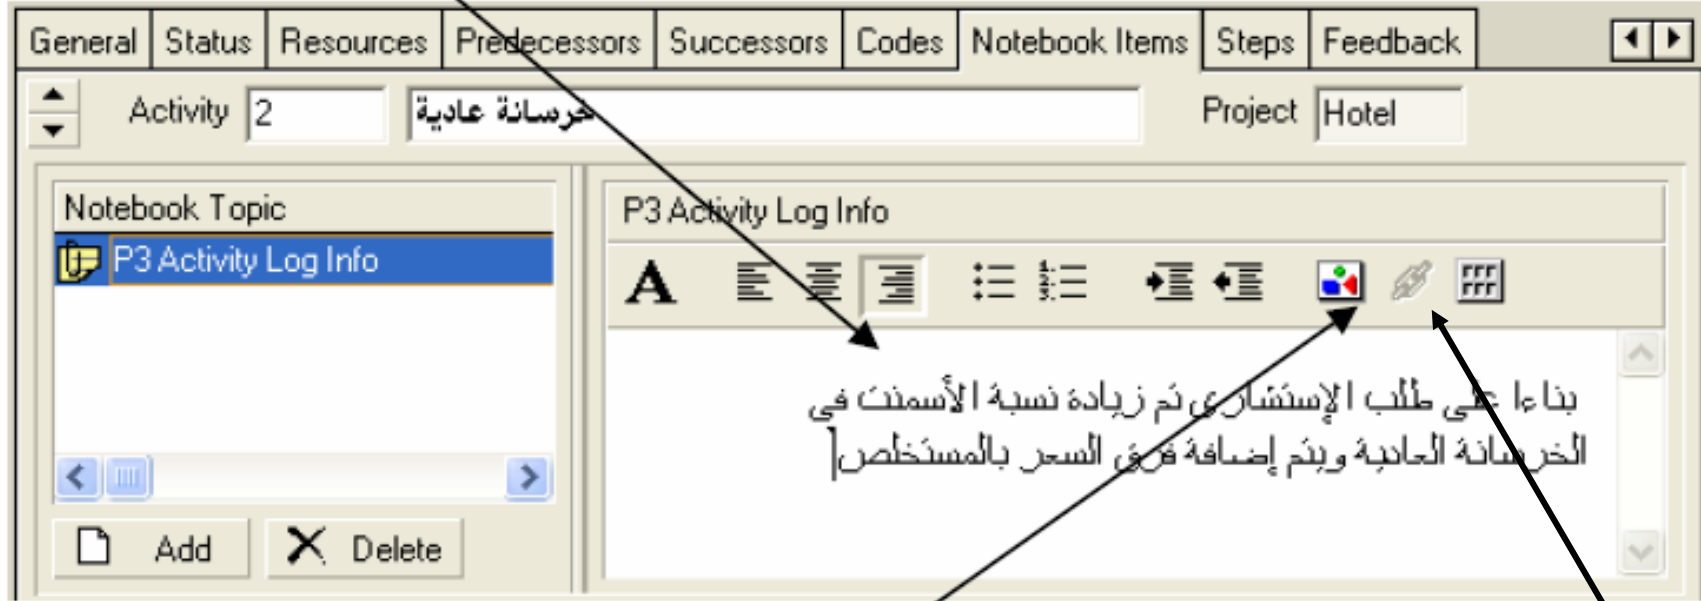 General Status Resources Predecessors Successors Codes Notebook Items Steps Feedback
Activity 2 خرسانة عادية Project Hotel
Notebook Topic
P3 Activity Log Info
Add Delete
P3 Activity Log Info
A
بناءا على طلب الإستشارى تم زيادة نسبة الأسمنت فى
الخرسانة العادية ويتم إضافة فرق السعر بالمستخلص